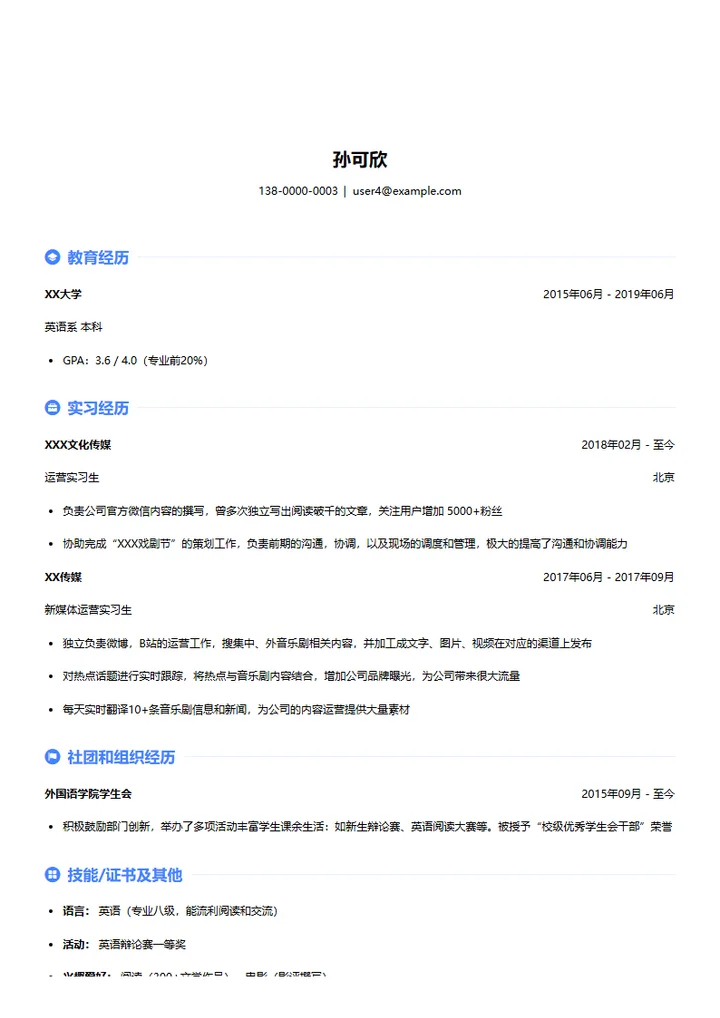 孙可欣
138-0000-0003 | user4@example.com
教育经历
XX大学 2015年06月 - 2019年06月
英语系 本科
• GPA：3.6 / 4.0（专业前20%）
实习经历
XXX文化传媒 2018年02月 - 至今
运营实习生 北京
• 负责公司官方微信内容的撰写，曾多次独立写出阅读破千的文章，关注用户增加 5000+粉丝
• 协助完成“XXX戏剧节”的策划工作，负责前期的沟通，协调，以及现场的调度和管理，极大的提高了沟通和协调能力
XX传媒 2017年06月 - 2017年09月
新媒体运营实习生 北京
• 独立负责微博，B站的运营工作，搜集中、外音乐剧相关内容，并加工成文字、图片、视频在对应的渠道上发布
• 对热点话题进行实时跟踪，将热点与音乐剧内容结合，增加公司品牌曝光，为公司带来很大流量
• 每天实时翻译10+条音乐剧信息和新闻，为公司的内容运营提供大量素材
社团和组织经历
外国语学院学生会 2015年09月 - 至今
• 积极鼓励部门创新，举办了多项活动丰富学生课余生活：如新生辩论赛、英语阅读大赛等。被授予“校级优秀学生会干部”荣誉
技能/证书及其他
• 语言： 英语（专业八级，能流利阅读和交流）
• 活动： 英语辩论赛一等奖
• 兴趣爱好： 阅读（300+文学作品）、电影（影评撰写）